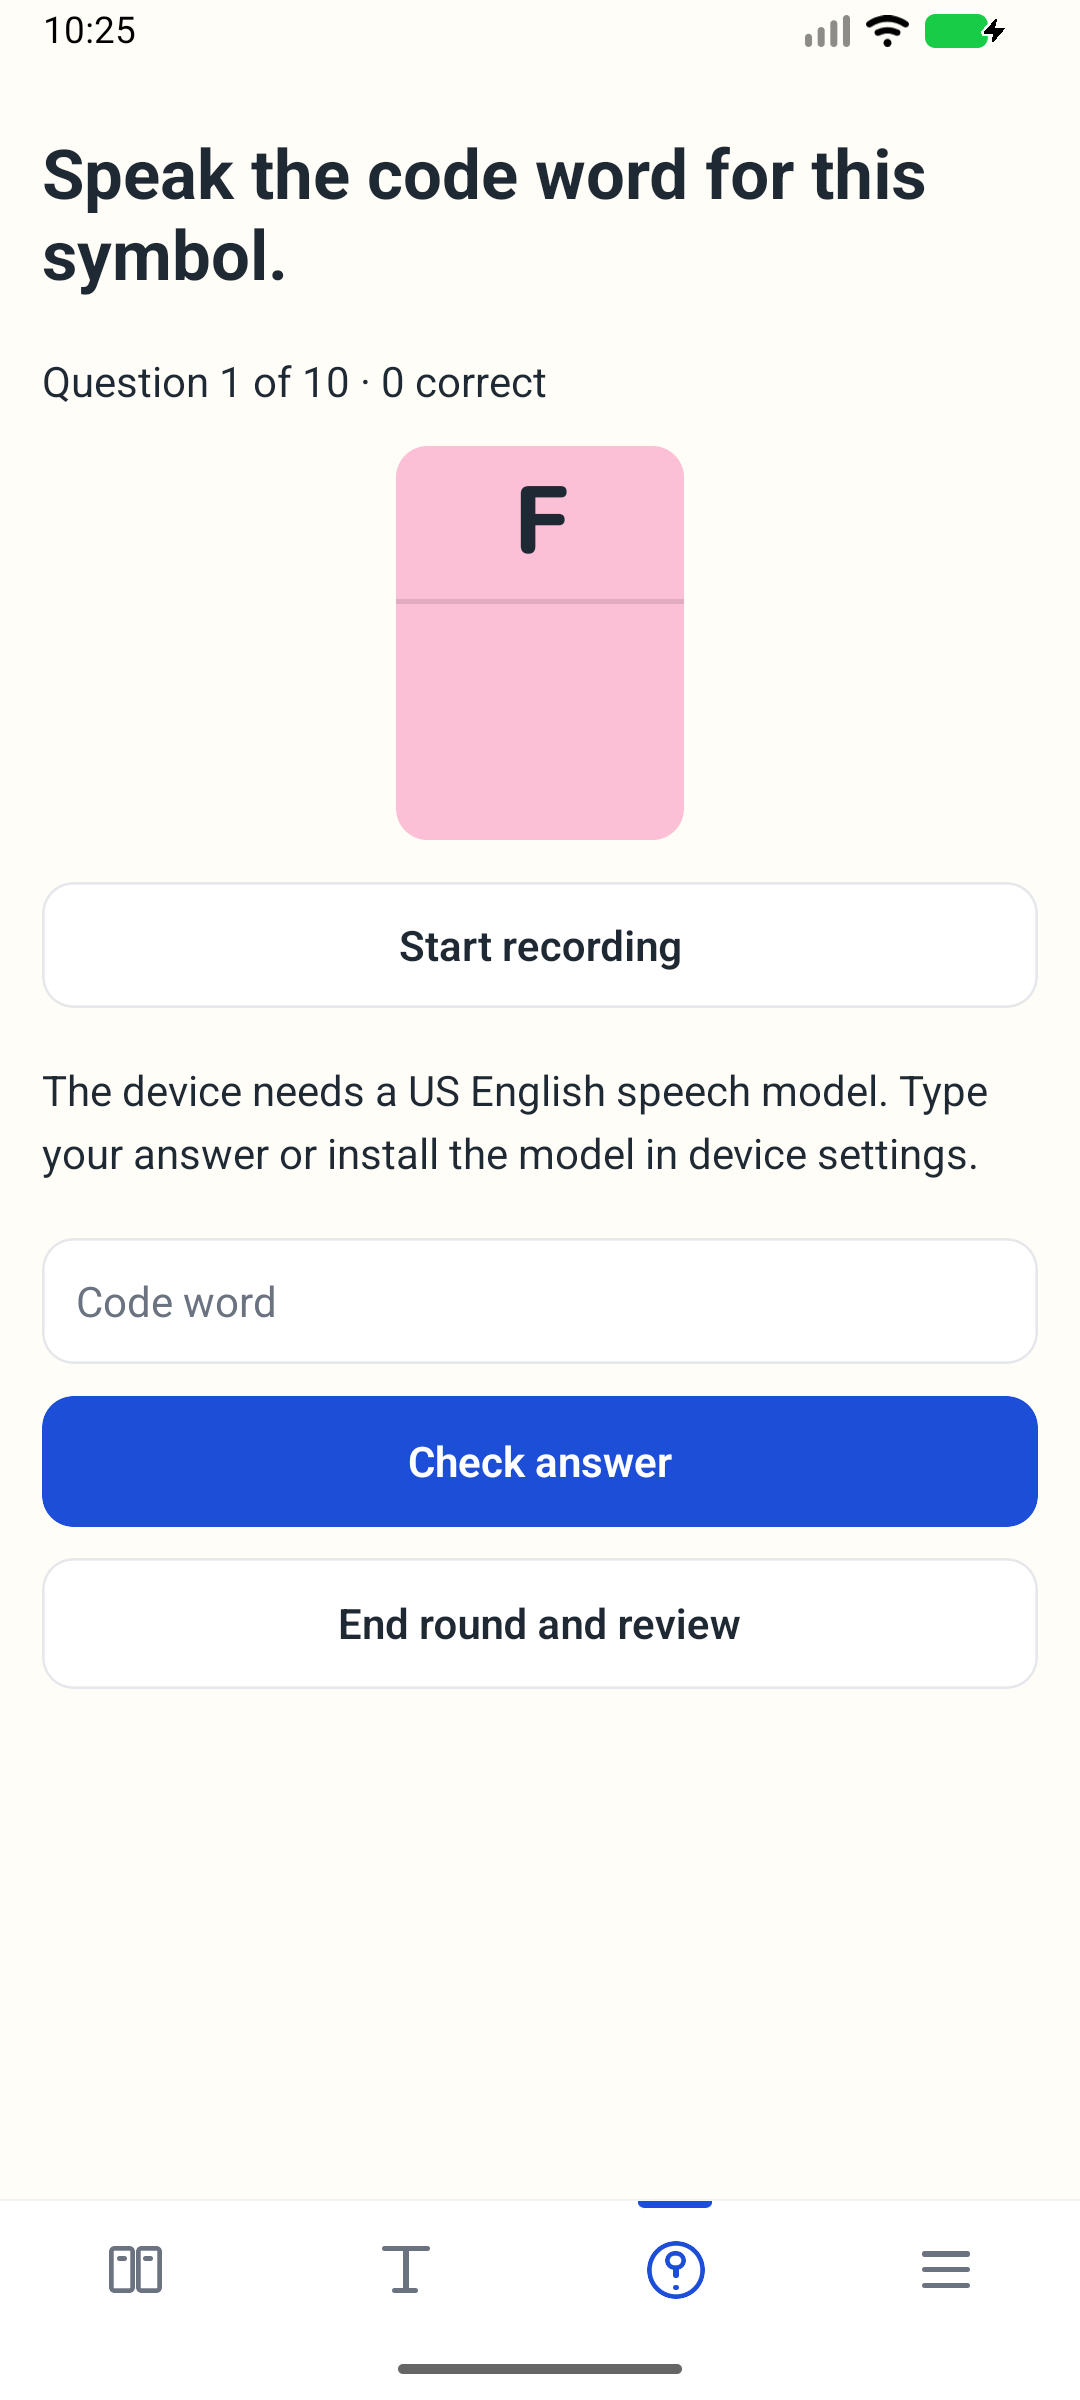 10:25
Speak the code word for this
symbol.
Question 1 of 10 · 0 correct
F
Start recording
The device needs a US English speech model. Type
your answer or install the model in device settings.
Code word
Check answer
End round and review